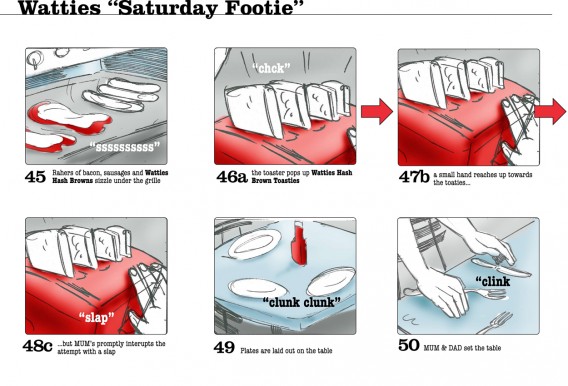 Watties “Saturday Footie”
“chck”
“ssssssssss”
45 Rahers of bacon, sausages and Watties
Hash Browns sizzle under the grille
46a the toaster pops up Watties Hash
Brown Toasties
47b a small hand reaches up towards
the toaties...
“slap”
“clunk clunk”
“clink
48c ...but MUM's promptly interupts the
attempt with a slap
49 Plates are laid out on the table
50 MUM & DAD set the table